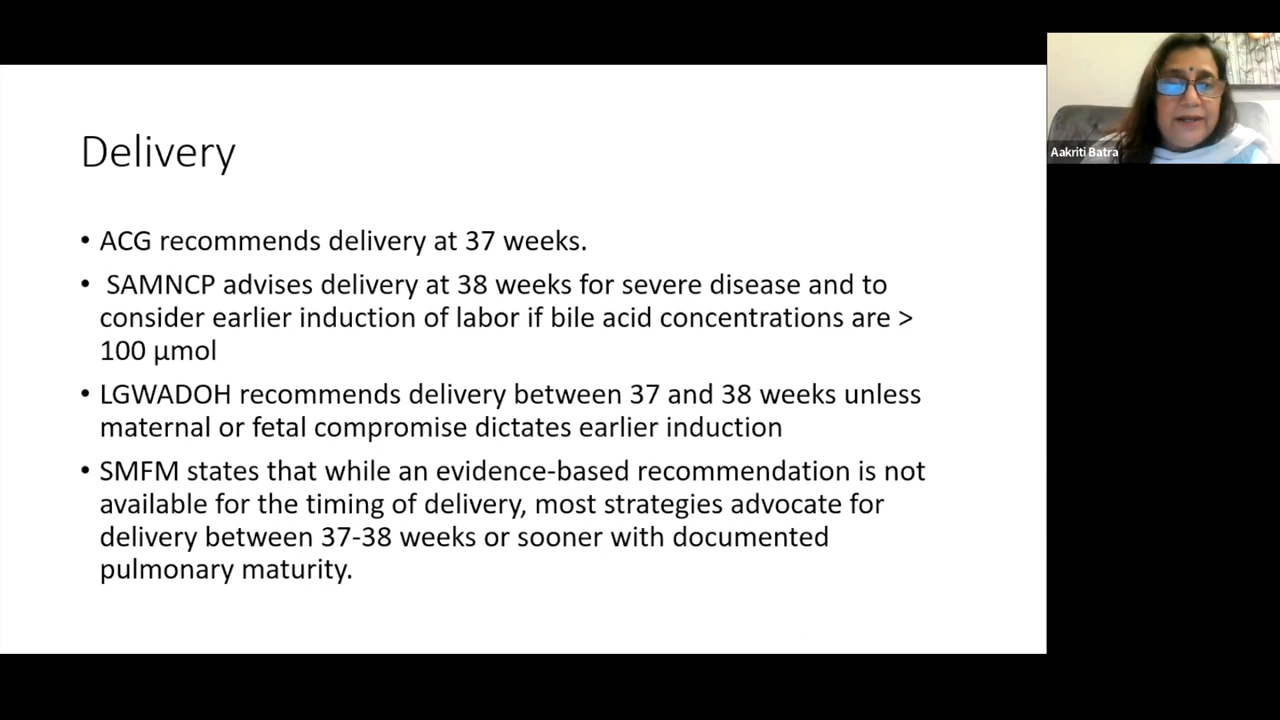 Delivery
• ACG recommends delivery at 37 weeks.
• SAMNCP advises delivery at 38 weeks for severe disease and to
consider earlier induction of labor if bile acid concentrations are >
100 µmol
• LGWADOH recommends delivery between 37 and 38 weeks unless
maternal or fetal compromise dictates earlier induction
• SMFM states that while an evidence-based recommendation is not
available for the timing of delivery, most strategies advocate for
delivery between 37-38 weeks or sooner with documented
pulmonary maturity.
Aakriti Batra